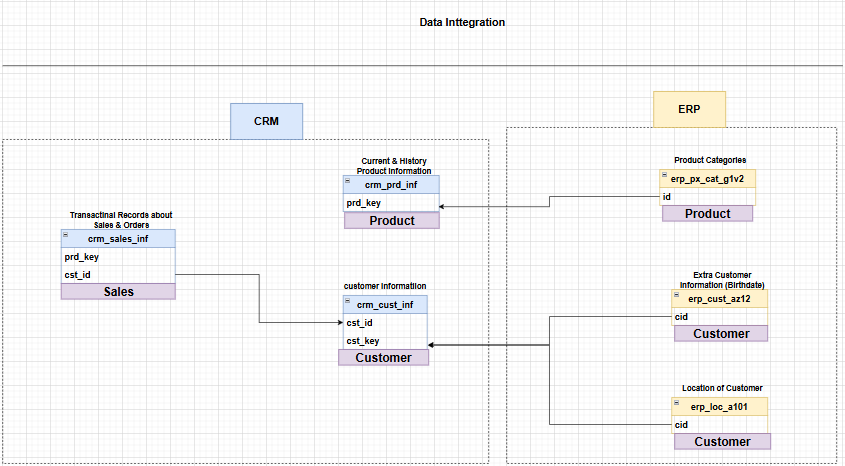 Data Inttegration
CRM
ERP
Current & History
Product Information
crm_prd_inf
prd_key
Product
Product Categories
erp_px_cat_g1v2
id
Product
Transactinal Records about
Sales & Orders
crm_sales_inf
prd_key
cst_id
Sales
customer Informatiion
crm_cust_inf
cst_id
cst_key
Customer
Extra Customer
Information (Birthdate)
erp_cust_az12
cid
Customer
Location of Customer
erp_loc_a101
cid
Customer